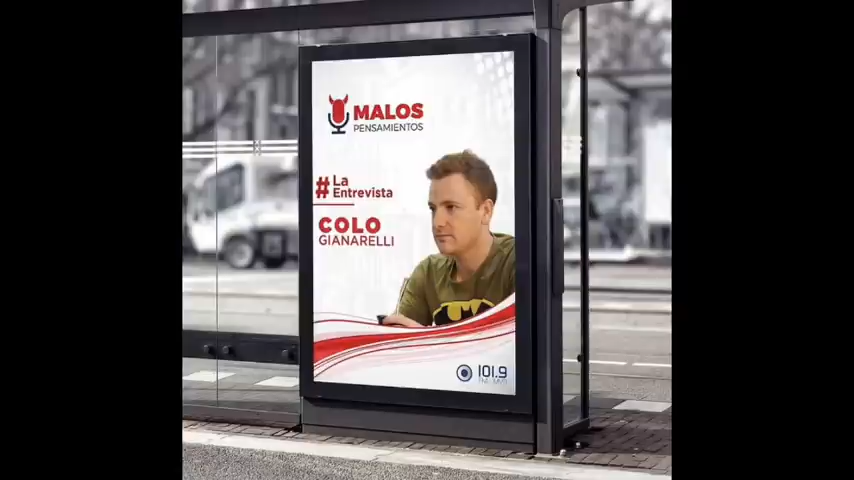 MALOS
PENSAMIENTOS
#La
Entrevista
COLO
GIANARELLI
101.9